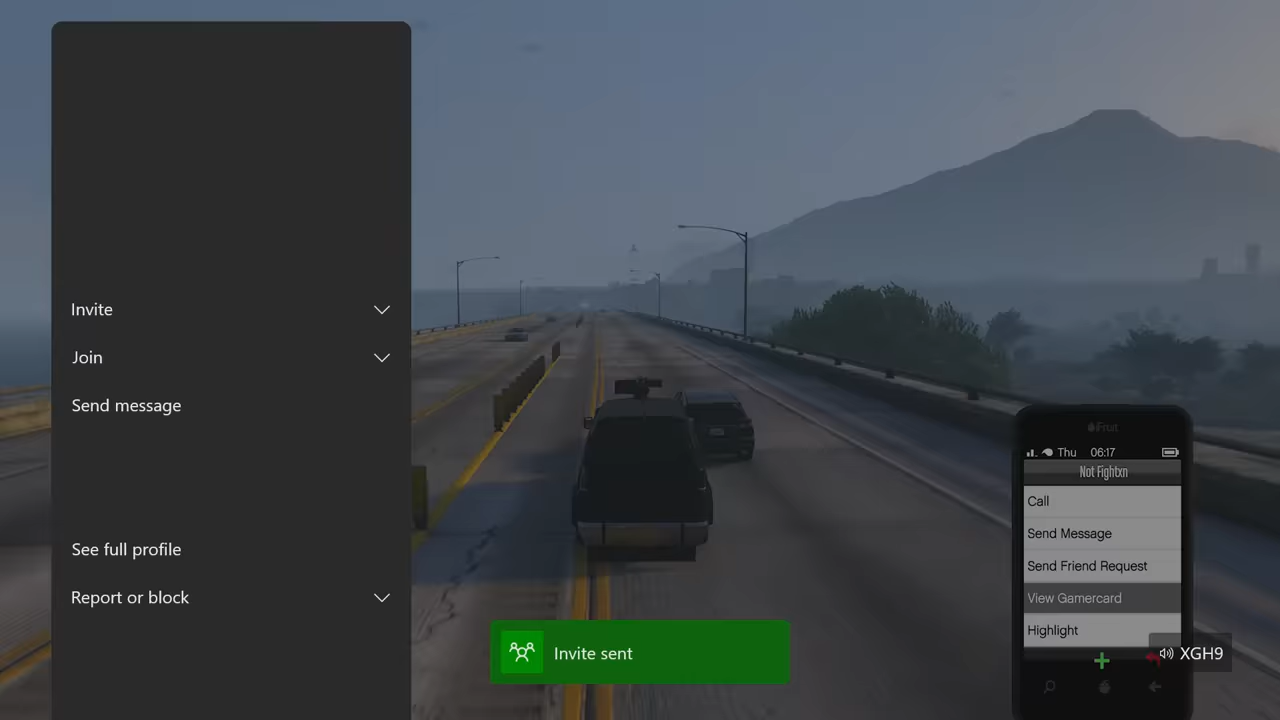 Invite
Join
Send message
See full profile
Report or block
Invite sent
iFruit
Thu 06:17
Not Fightxn
Call
Send Message
Send Friend Request
View Gamercard
Highlight
XGH9